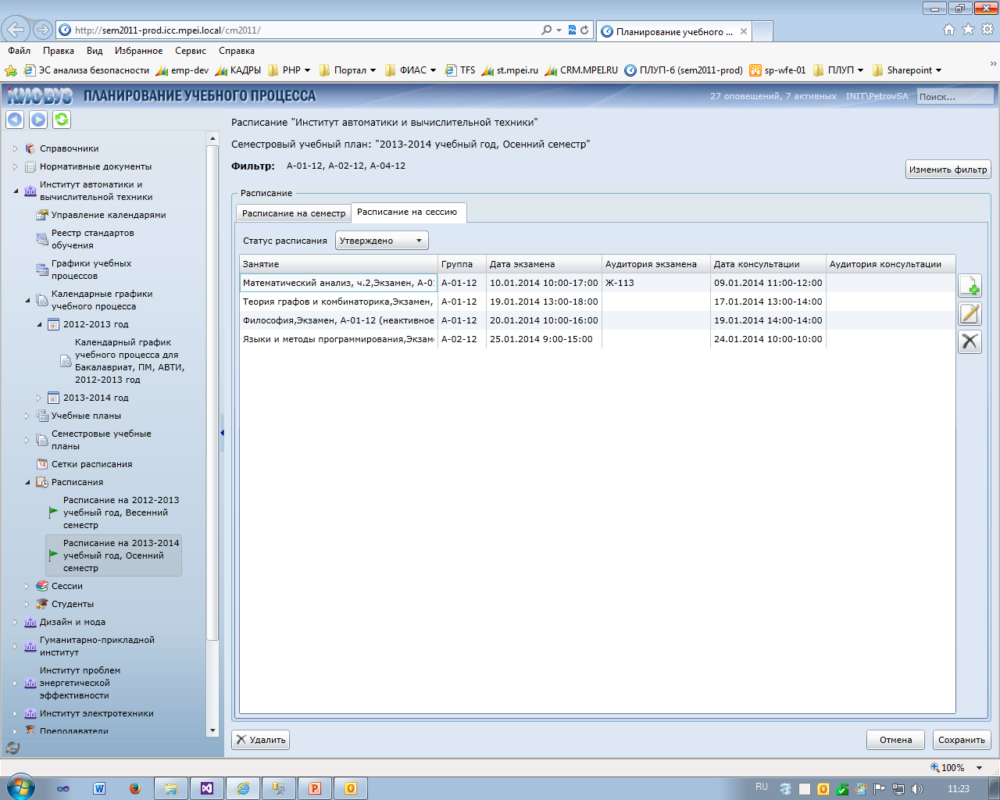 http://sem2011-prod.icc.mpei.local/cm2011/
Планирование учебного ...
Файл Правка Вид Избранное Сервис Справка
ЭС анализа безопасности emp-dev КАДРЫ PHP Портал ФИАС TFS st.mpei.ru CRM.MPEI.RU ПЛУП-6 (sem2011-prod) sp-wfe-01 ПЛУП Sharepoint
КИС ВУЗ ПЛАНИРОВАНИЕ УЧЕБНОГО ПРОЦЕССА
27 оповещений, 7 активных INIT\PetrovSA Поиск...
Справочники
Нормативные документы
Институт автоматики и
вычислительной техники
Управление календарями
Реестр стандартов
обучения
Графики учебных
процессов
Календарные графики
учебного процесса
2012-2013 год
Календарный график
учебного процесса для
Бакалавриат, ПМ, АВТИ,
2012-2013 год
2013-2014 год
Учебные планы
Семестровые учебные
планы
Сетки расписания
Расписания
Расписание на 2012-2013
учебный год, Весенний
семестр
Расписание на 2013-2014
учебный год, Осенний
семестр
Сессии
Студенты
Дизайн и мода
Гуманитарно-прикладной
институт
Институт проблем
энергетической
эффективности
Институт электротехники
Преподаватели
Расписание "Институт автоматики и вычислительной техники"
Семестровый учебный план: "2013-2014 учебный год, Осенний семестр"
Фильтр: А-01-12, А-02-12, А-04-12
Изменить фильтр
Расписание
Расписание на семестр Расписание на сессию
Статус расписания Утверждено
Занятие Группа Дата экзамена Аудитория экзамена Дата консультации Аудитория консультации
Математический анализ, ч.2,Экзамен, А-01 А-01-12 10.01.2014 10:00-17:00 Ж-113 09.01.2014 11:00-12:00
Теория графов и комбинаторика,Экзамен, А-01-12 19.01.2014 13:00-18:00 17.01.2014 13:00-14:00
Философия,Экзамен, А-01-12 (неактивное А-01-12 20.01.2014 10:00-16:00 19.01.2014 14:00-14:00
Языки и методы программирования,Экзам А-02-12 25.01.2014 9:00-15:00 24.01.2014 10:00-10:00
Удалить Отмена Сохранить
100%
RU 11:23